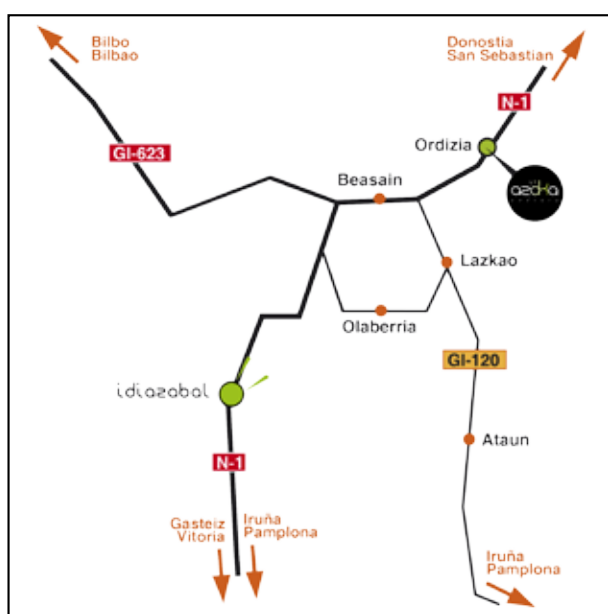 Bilbo
Bilbao
Donostia
San Sebastian
N-1
GI-623
Ordizia
Beasain
azoka
Lazkao
Olaberria
GI-120
idiazabal
Ataun
N-1
Gasteiz
Vitoria
Iruña
Pamplona
Iruña
Pamplona